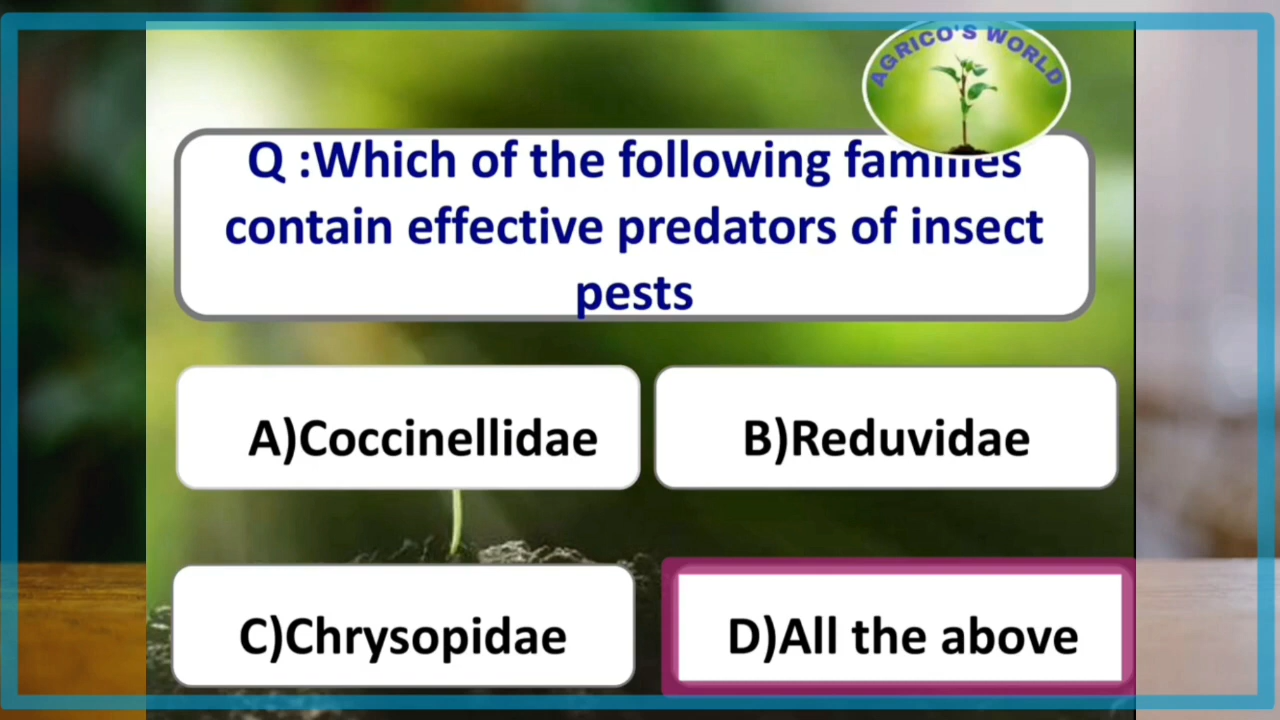 AGRICO'S WORLD
Q :Which of the following families
contain effective predators of insect
pests
A)Coccinellidae
B)Reduvidae
C)Chrysopidae
D)All the above